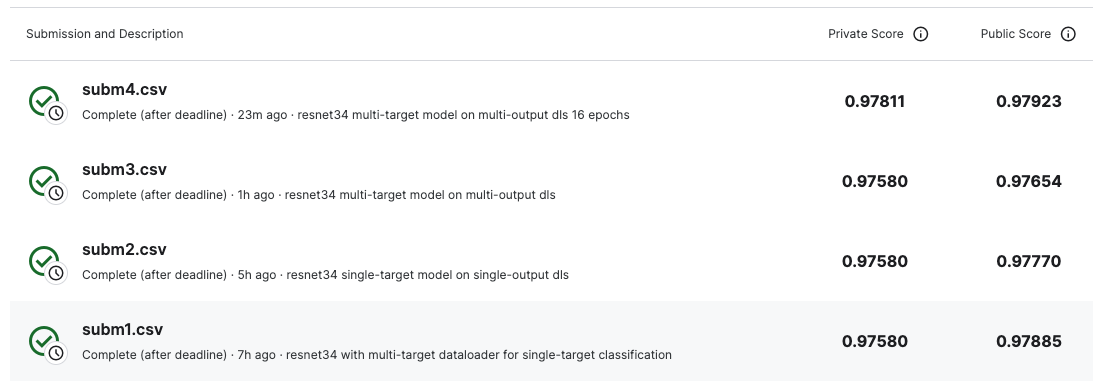 Submission and Description Private Score Public Score
subm4.csv
Complete (after deadline) · 23m ago · resnet34 multi-target model on multi-output dls 16 epochs
0.97811 0.97923
subm3.csv
Complete (after deadline) · 1h ago · resnet34 multi-target model on multi-output dls
0.97580 0.97654
subm2.csv
Complete (after deadline) · 5h ago · resnet34 single-target model on single-output dls
0.97580 0.97770
subm1.csv
Complete (after deadline) · 7h ago · resnet34 with multi-target dataloader for single-target classification
0.97580 0.97885